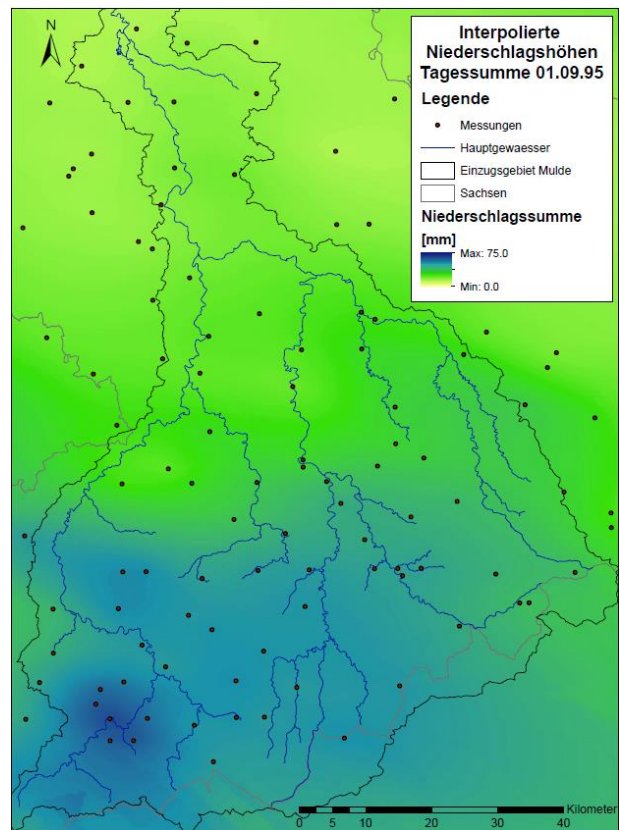 N
Interpolierte
Niederschlagshöhen
Tagessumme 01.09.95
Legende
Messungen
Hauptgewaesser
Einzugsgebiet Mulde
Sachsen
Niederschlagssumme
[mm]
Max: 75.0
Min: 0.0
Kilometer
0 5 10 20 30 40